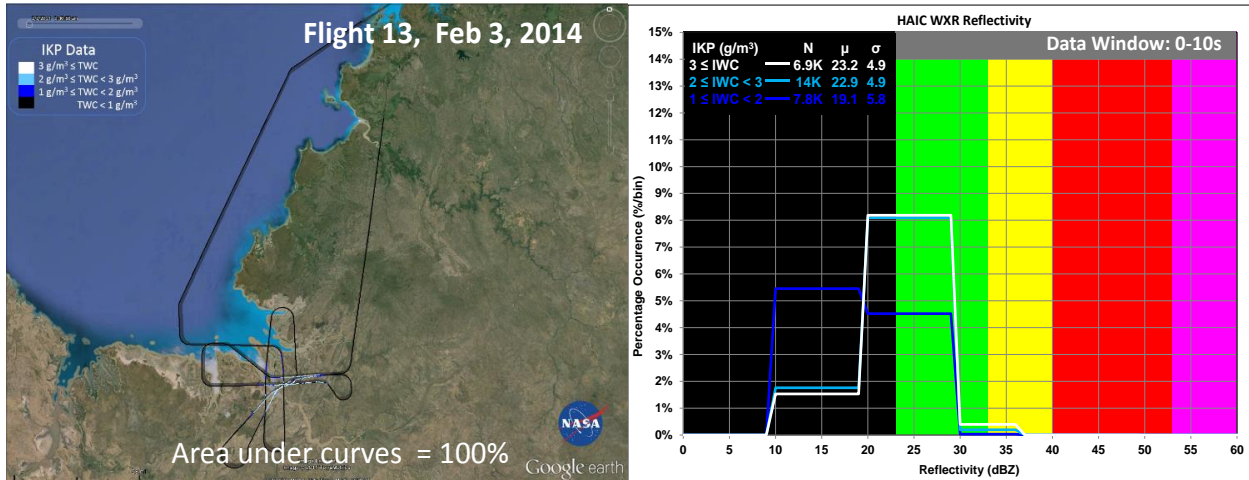 Flight 13, Feb 3, 2014
IKP Data
3 g/m³ ≤ TWC
2 g/m³ ≤ TWC < 3 g/m³
1 g/m³ ≤ TWC < 2 g/m³
TWC < 1 g/m³
NASA
Area under curves = 100%
Google earth
HAIC WXR Reflectivity
Data Window: 0-10s
IKP (g/m³) N μ σ
3 ≤ IWC 6.9K 23.2 4.9
2 ≤ IWC < 3 14K 22.9 4.9
1 ≤ IWC < 2 7.8K 19.1 5.8
Percentage Occurence (%/bin)
15%
14%
13%
12%
11%
10%
9%
8%
7%
6%
5%
4%
3%
2%
1%
0%
0 5 10 15 20 25 30 35 40 45 50 55 60
Reflectivity (dBZ)